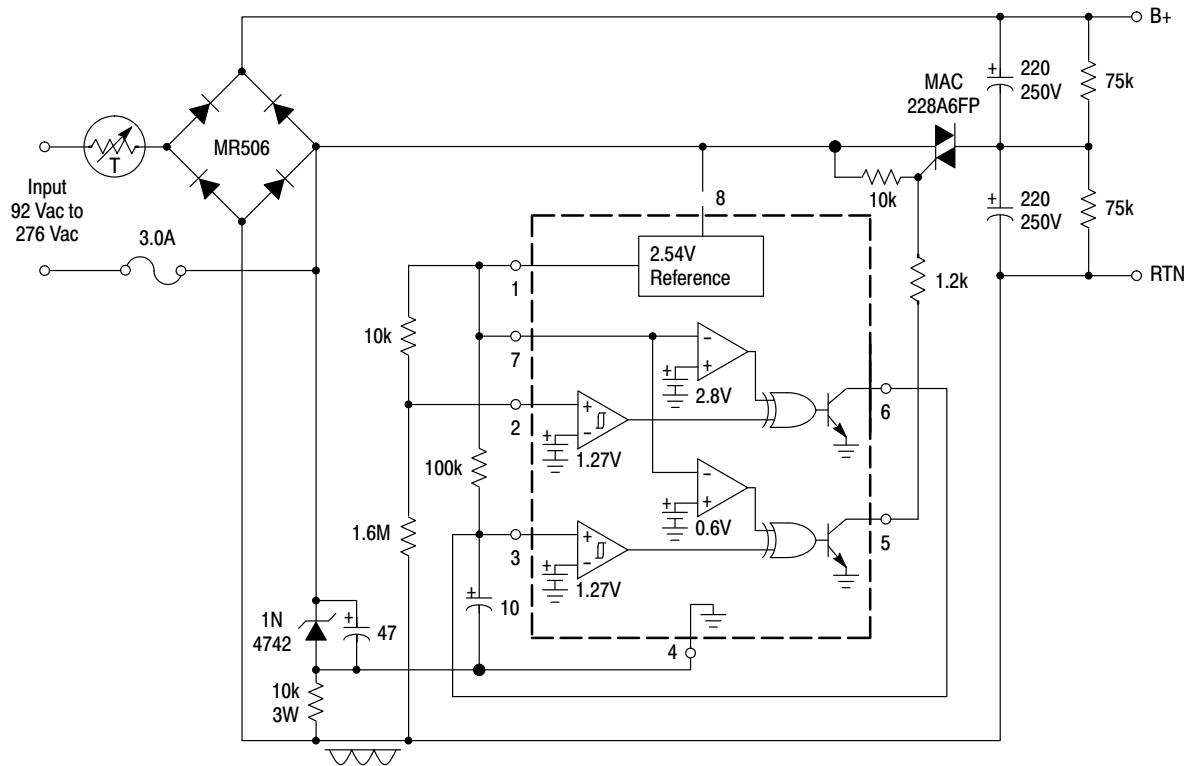 B+
+
220
250V
75k
MAC
228A6FP
T
MR506
Input
92 Vac to
276 Vac
3.0A
10k
8
+
220
250V
75k
2.54V
Reference
1
1.2k
RTN
10k
7
-
+
+
2.8V
6
2
+
-
+
1.27V
100k
-
+
+
0.6V
5
1.6M
3
+
-
+
1.27V
+
10
1N
4742
+
47
4
10k
3W